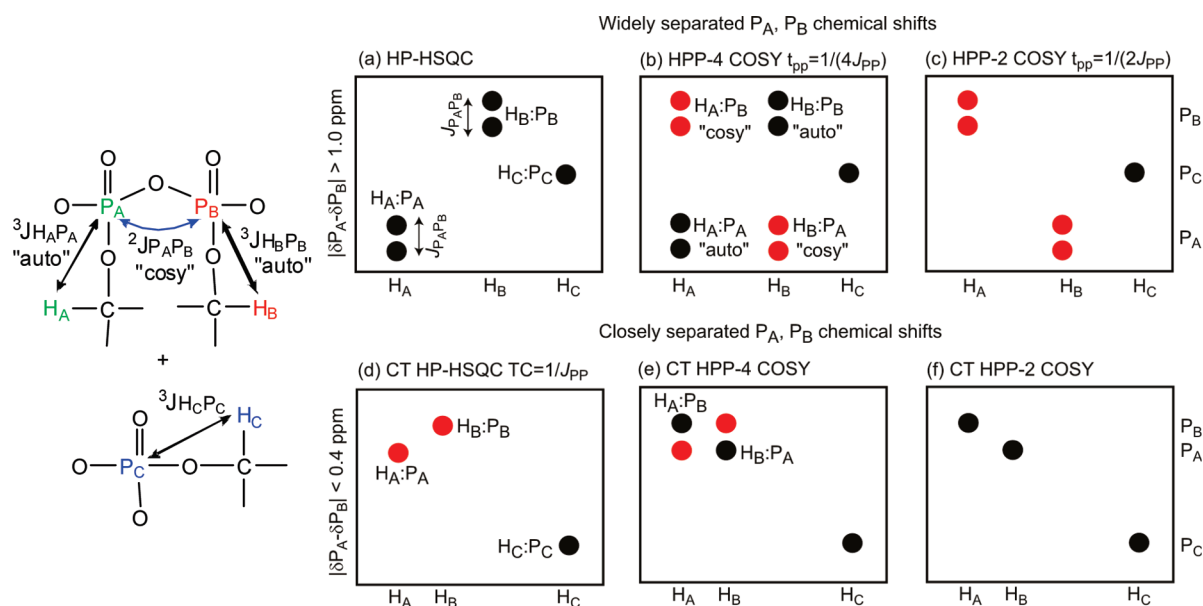 Widely separated PA, PB chemical shifts
(a) HP-HSQC
(b) HPP-4 COSY tpp=1/(4JPP)
(c) HPP-2 COSY tpp=1/(2JPP)
|δPA-δPB| > 1.0 ppm
JPAPB
HB:PB
HC:PC
HA:PA
JPAPB
HA
HB
HC
HA:PB
"cosy"
HB:PB
"auto"
HA:PA
"auto"
HB:PA
"cosy"
HA
HB
HC
PB
PC
PA
HA
HB
HC
O
O
O
O
PA
PB
O
3JHAPA
"auto"
2JPAPB
"cosy"
3JHBPB
"auto"
O
O
HA
C
C
HB
+
3JHCPC
HC
O
O
PC
O
C
O
Closely separated PA, PB chemical shifts
(d) CT HP-HSQC TC=1/JPP
(e) CT HPP-4 COSY
(f) CT HPP-2 COSY
|δPA-δPB| < 0.4 ppm
HB:PB
HA:PA
HC:PC
HA
HB
HC
HA:PB
HB:PA
HA
HB
HC
PB
PA
PC
HA
HB
HC